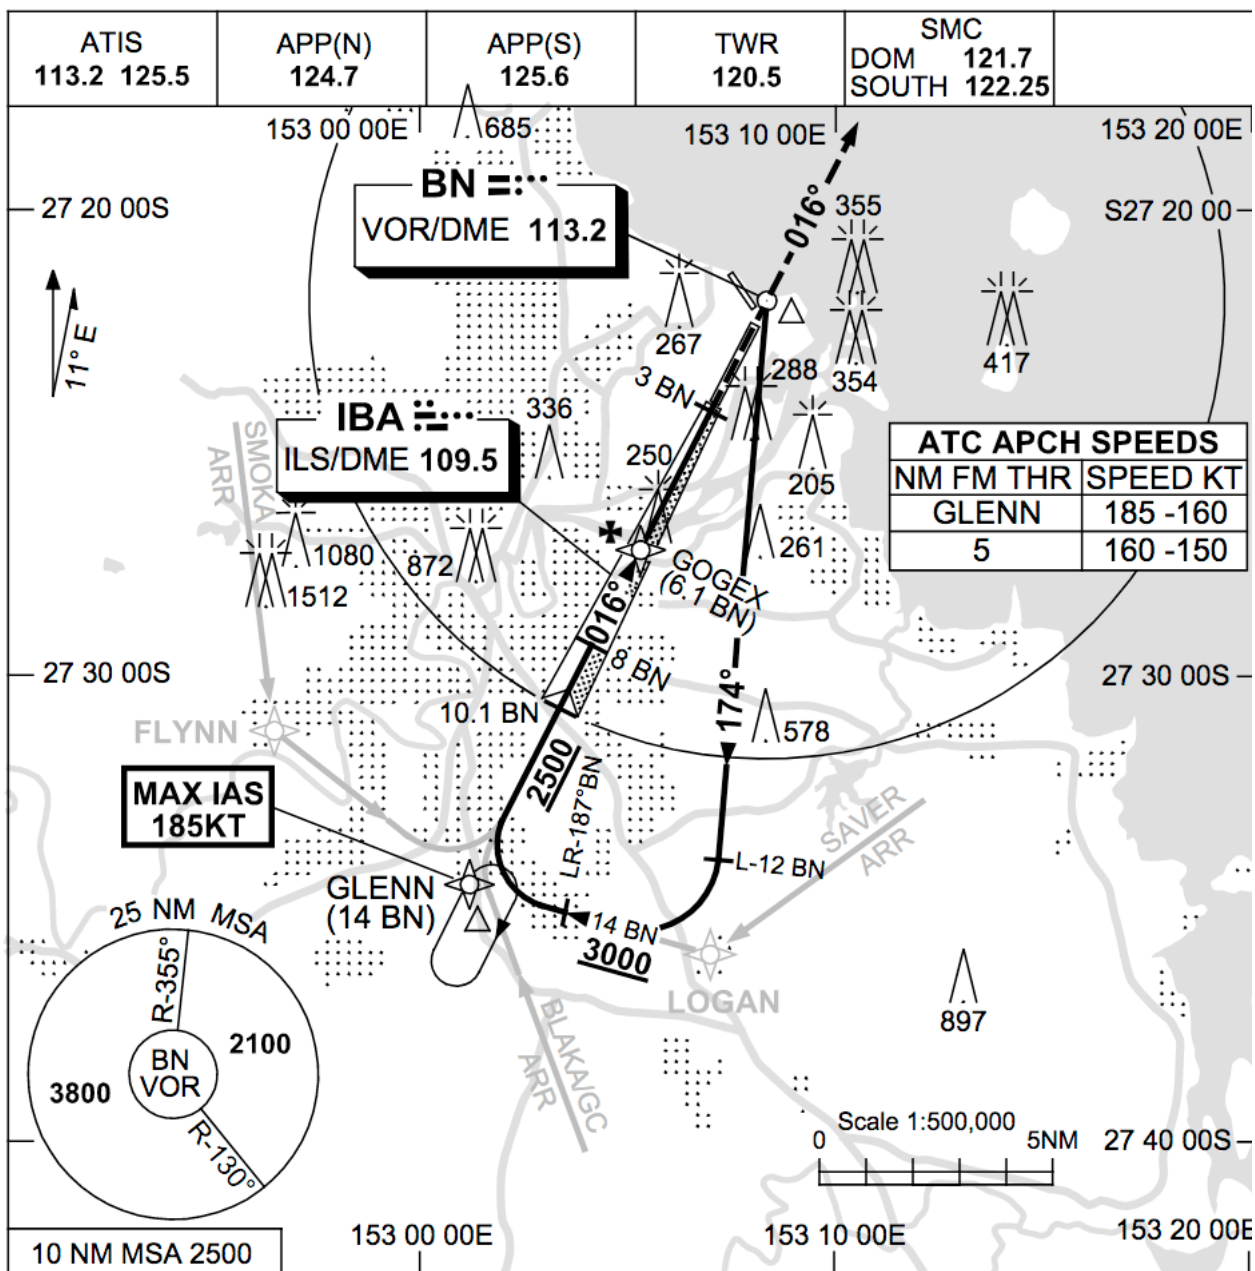 ATIS
113.2 125.5
APP(N)
124.7
APP(S)
125.6
TWR
120.5
SMC
DOM 121.7
SOUTH 122.25
153 00 00E
685
153 10 00E
153 20 00E
BN
VOR/DME 113.2
27 20 00S
S27 20 00
016°
355
267
354
417
11° E
288
3 BN
336
IBA
ILS/DME 109.5
SMOKA
ARR
250
205
ATC APCH SPEEDS
NM FM THR SPEED KT
GLENN 185 -160
5 160 -150
1080
872
1512
261
GOGEX
(6.1 BN)
016°
8 BN
27 30 00S
27 30 00S
174°
10.1 BN
578
FLYNN
2500
LR-187°BN
MAX IAS
185KT
SAVER
ARR
L-12 BN
GLENN
(14 BN)
14 BN
3000
LOGAN
25 NM MSA
R-355°
2100
BN
VOR
3800
R-130°
BLAKA/GC
ARR
897
Scale 1:500,000
0 5NM
27 40 00S
153 00 00E
153 10 00E
153 20 00E
10 NM MSA 2500